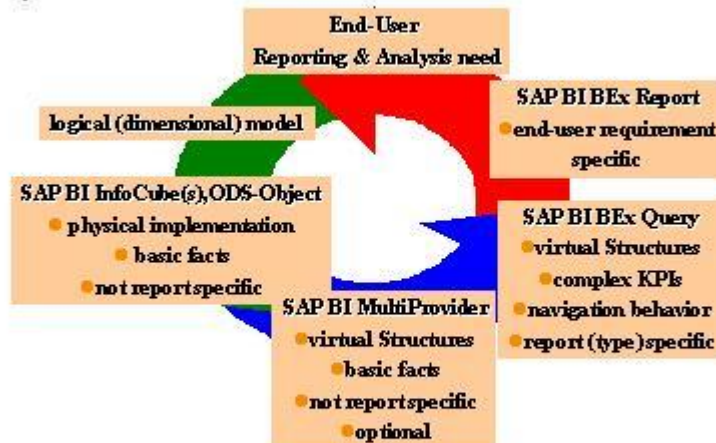 End-User
Reporting & Analysis need
SAP BI BEx Report
end-user requirement
specific
logical (dimensional) model
SAP BI InfoCube(s),ODS-Object
physical implementation
basic facts
not report specific
SAP BI BEx Query
virtual Structures
complex KPIs
navigation behavior
report (type) specific
SAP BI MultiProvider
virtual Structures
basic facts
not report specific
optional